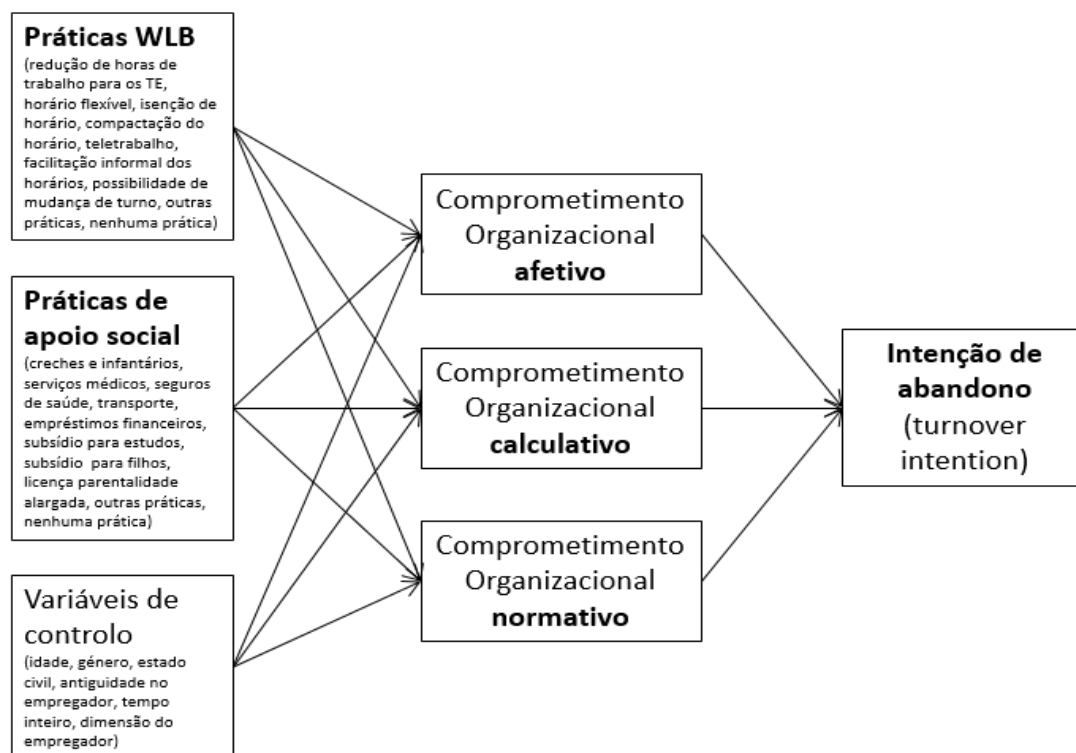 Práticas WLB
(redução de horas de
trabalho para os TE,
horário flexível, isenção de
horário, compactação do
horário, teletrabalho,
facilitação informal dos
horários, possibilidade de
mudança de turno, outras
práticas, nenhuma prática)
Práticas de
apoio social
(creches e infantários,
serviços médicos, seguros
de saúde, transporte,
empréstimos financeiros,
subsídio para estudos,
subsídio para filhos,
licença parentalidade
alargada, outras práticas,
nenhuma prática)
Variáveis de
controlo
(idade, género, estado
civil, antiguidade no
empregador, tempo
inteiro, dimensão do
empregador)
Comprometimento
Organizacional
afetivo
Comprometimento
Organizacional
calculativo
Comprometimento
Organizacional
normativo
Intenção de
abandono
(turnover
intention)